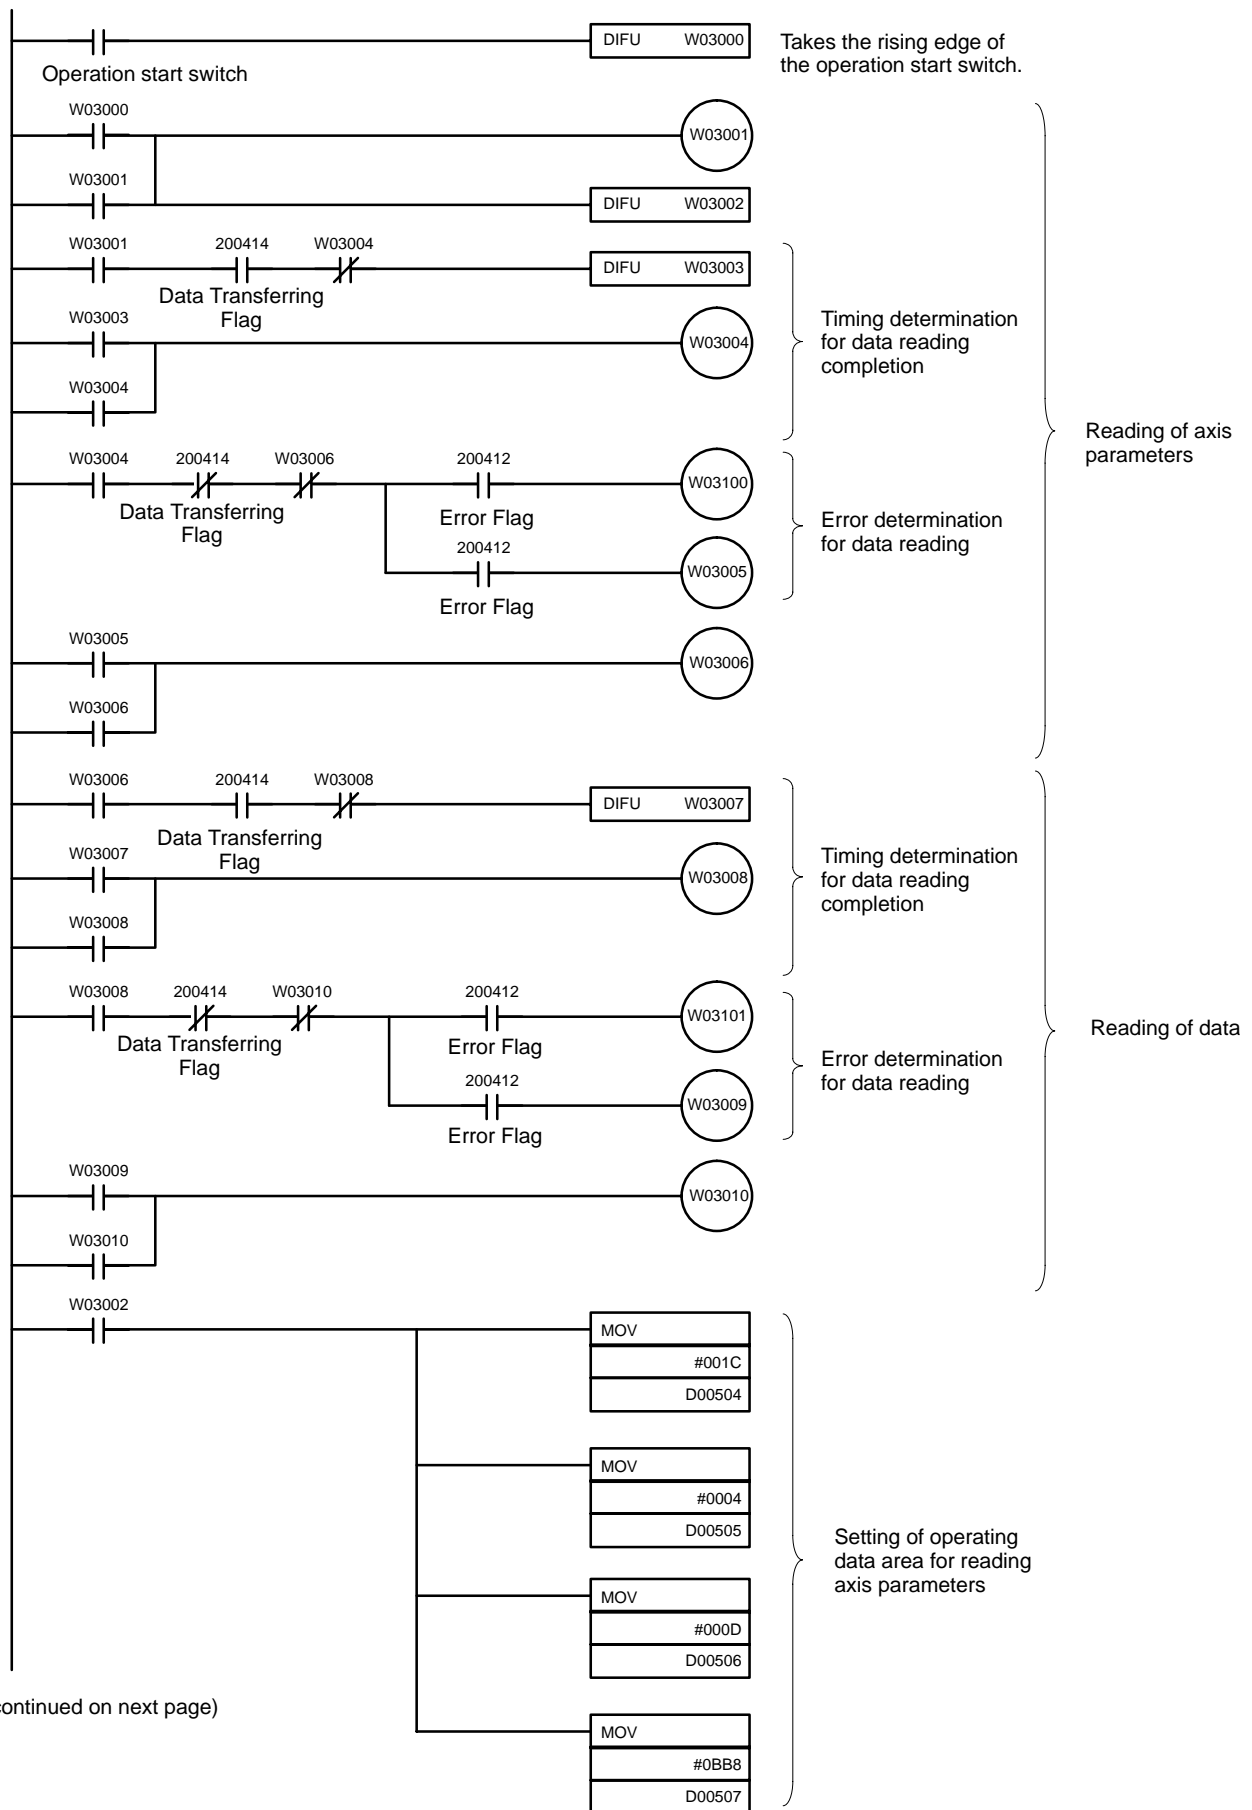 DIFU W03000
Takes the rising edge of
the operation start switch.
Operation start switch
W03000
W03001
W03001
DIFU W03002
W03001 200414 W03004
DIFU W03003
Data Transferring
Flag
W03003
W03004
W03004
Timing determination
for data reading
completion
Reading of axis
parameters
W03004 200414 W03006 200412
W03100
Data Transferring
Flag
Error Flag
200412
W03005
Error Flag
Error determination
for data reading
W03005
W03006
W03006
W03006 200414 W03008
DIFU W03007
Data Transferring
Flag
W03007
W03008
W03008
Timing determination
for data reading
completion
W03008 200414 W03010 200412
W03101
Data Transferring
Flag
Error Flag
200412
W03009
Error Flag
Error determination
for data reading
Reading of data
W03009
W03010
W03010
W03002
MOV
#001C
D00504
MOV
#0004
D00505
MOV
#000D
D00506
MOV
#0BB8
D00507
Setting of operating
data area for reading
axis parameters
continued on next page)